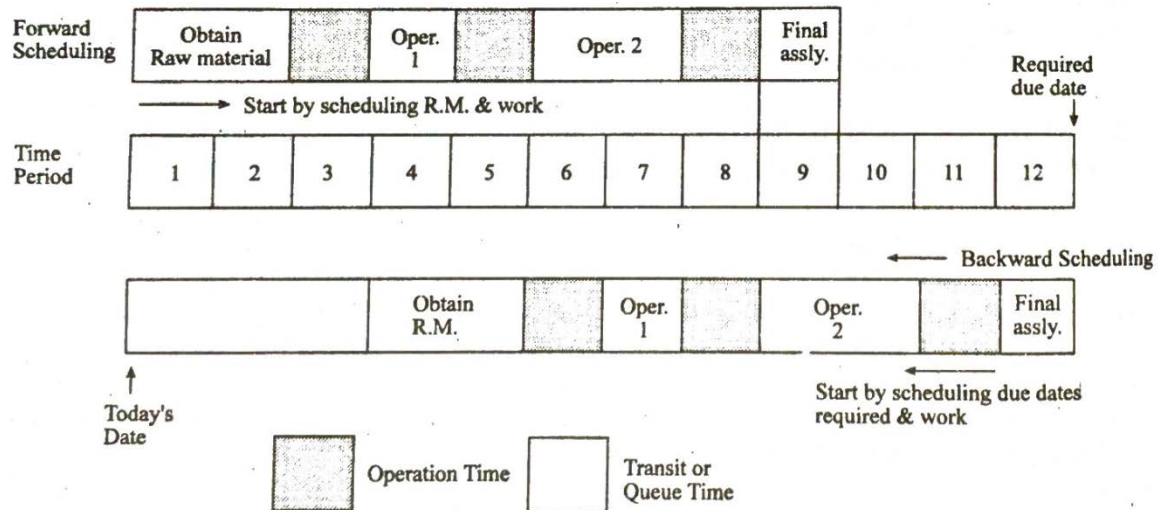 Forward
Scheduling
Obtain
Raw material
Oper.
1
Oper. 2
Final
assly.
Required
due date
Start by scheduling R.M. & work
Time
Period
1 2 3 4 5 6 7 8 9 10 11 12
Backward Scheduling
Obtain
R.M.
Oper.
1
Oper.
2
Final
assly.
Start by scheduling due dates
required & work
Today's
Date
Operation Time
Transit or
Queue Time